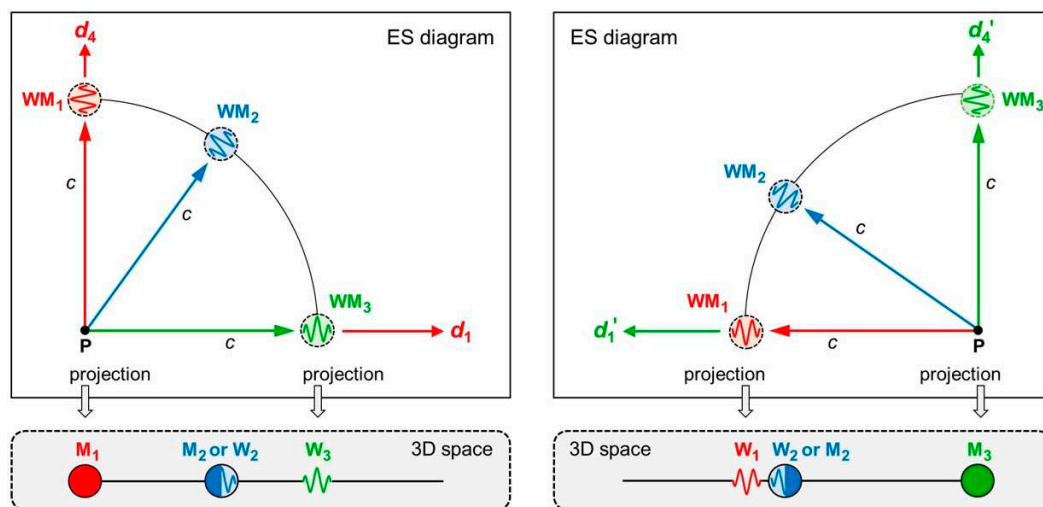 d₄
ES diagram
WM₁
WM₂
c
c
WM₃
P
c
d₁
projection
projection
M₁
M₂ or W₂
W₃
3D space
ES diagram
d₄'
WM₃
WM₂
c
c
WM₁
d₁'
c
P
projection
projection
3D space
W₁
W₂ or M₂
M₃